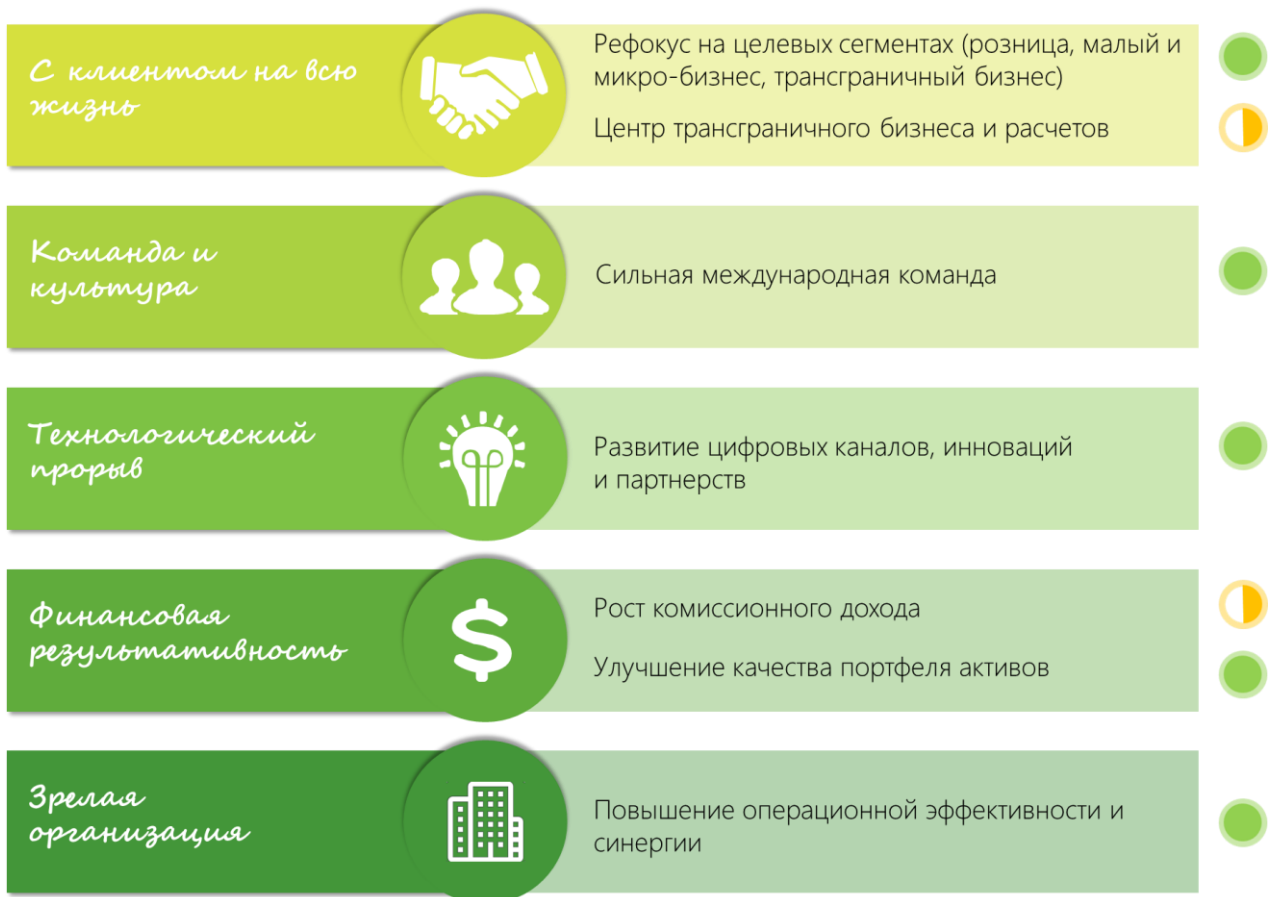 С клиентом на всю
жизнь
Рефокус на целевых сегментах (розница, малый и
микро-бизнес, трансграничный бизнес)
Центр трансграничного бизнеса и расчетов
Команда и
культура
Сильная международная команда
Технологический
прорыв
Развитие цифровых каналов, инноваций
и партнерств
Финансовая
результативность
$
Рост комиссионного дохода
Улучшение качества портфеля активов
Зрелая
организация
Повышение операционной эффективности и
синергии